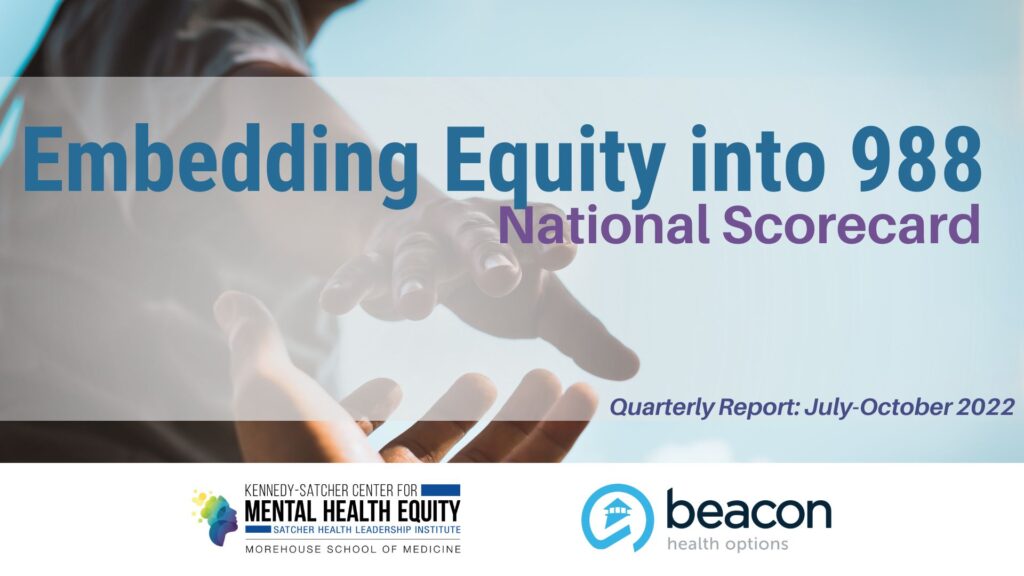 Embedding Equity into 988
National Scorecard
Quarterly Report: July-October 2022
KENNEDY-SATCHER CENTER FOR
MENTAL HEALTH EQUITY
SATCHER HEALTH LEADERSHIP INSTITUTE
MOREHOUSE SCHOOL OF MEDICINE
beacon
health options